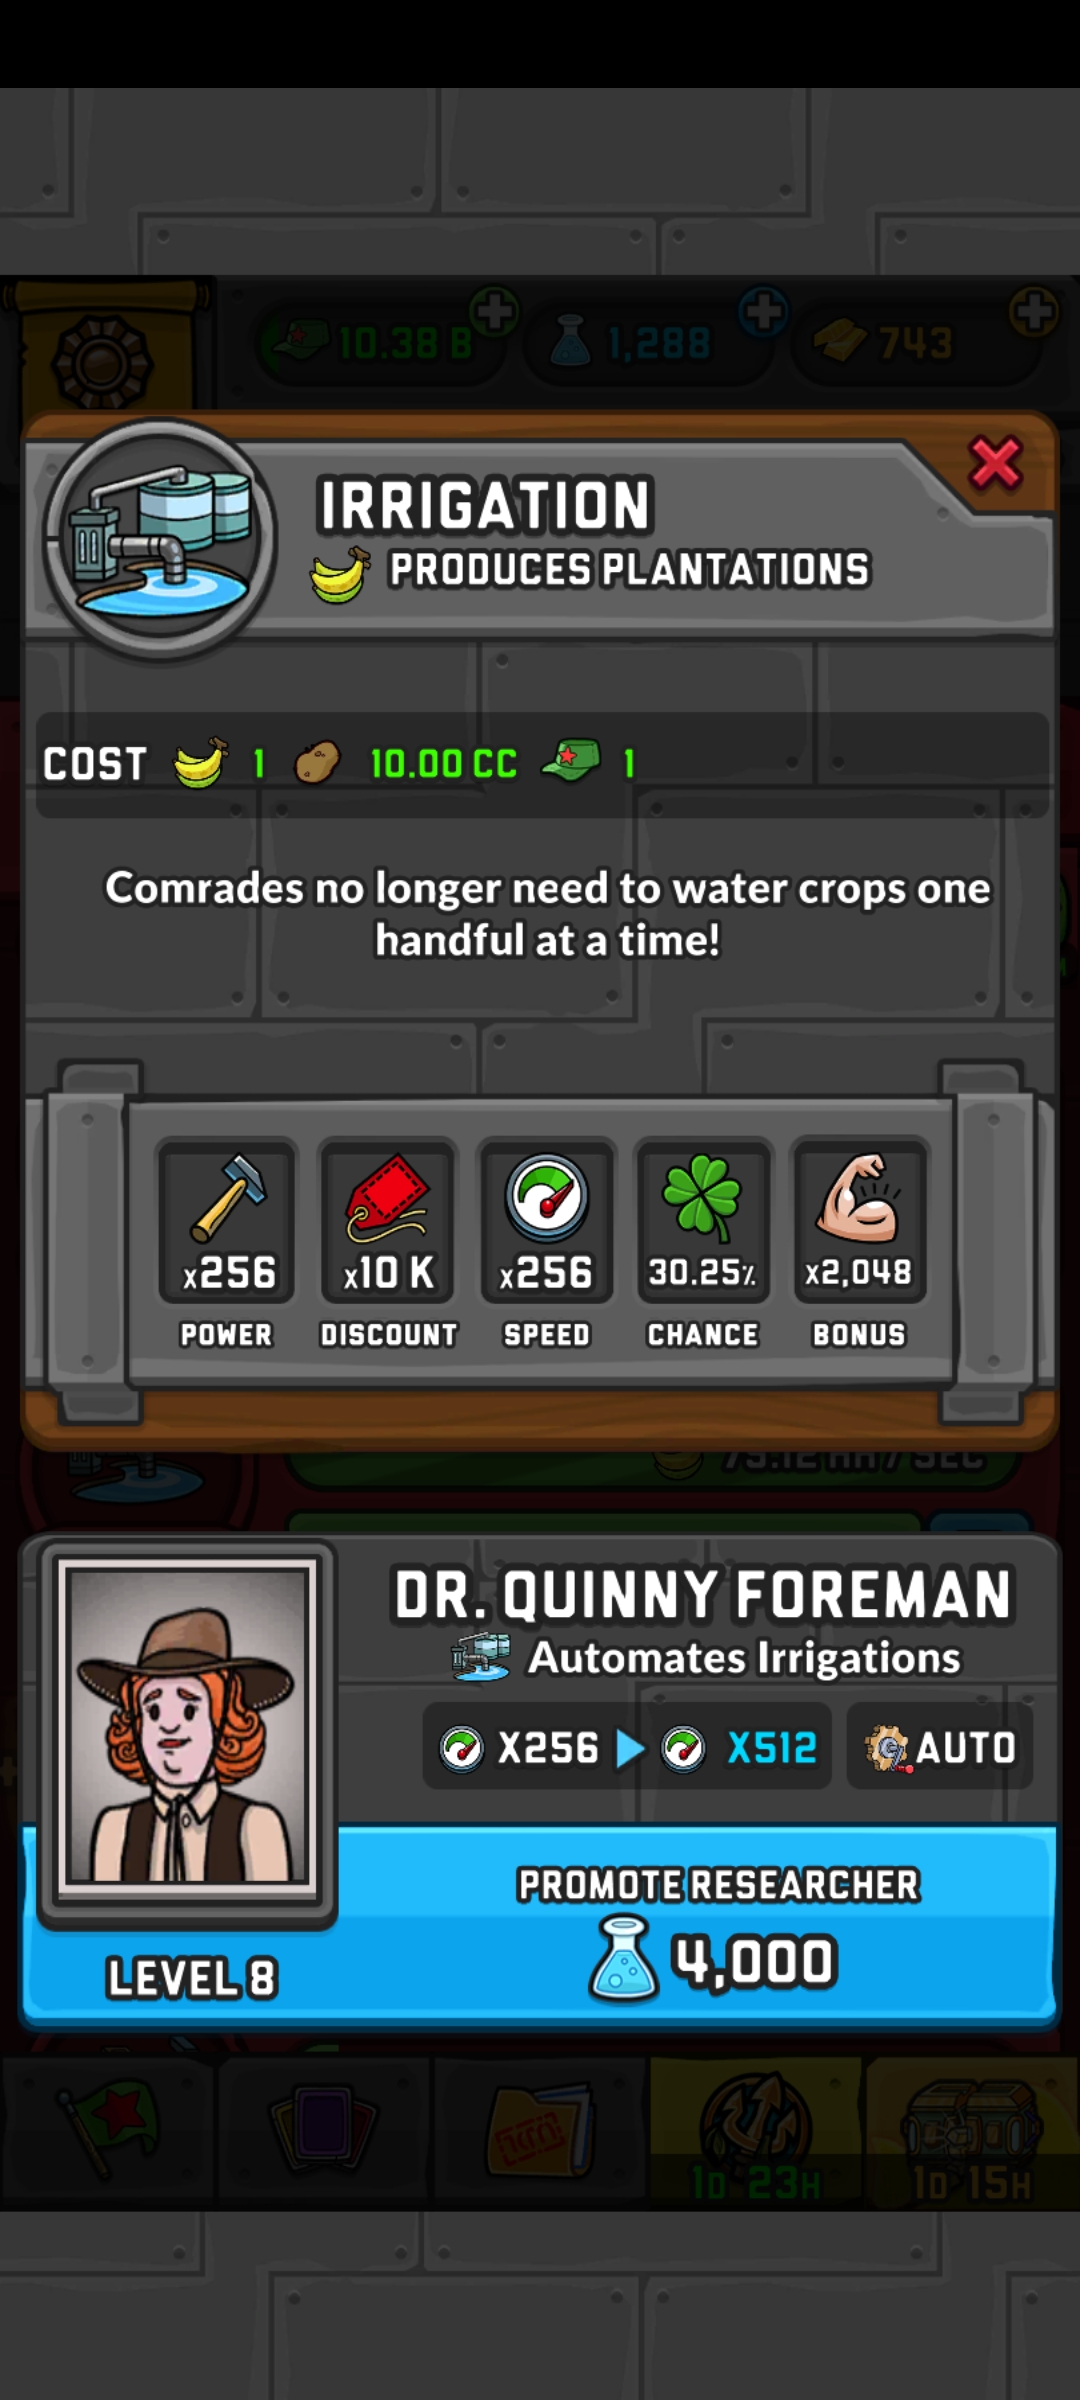 10.38 B 1,288 743
IRRIGATION
PRODUCES PLANTATIONS
COST 1 10.00 CC 1
Comrades no longer need to water crops one
handful at a time!
x256 x10 K x256 30.25% x2,048
POWER DISCOUNT SPEED CHANCE BONUS
/ SEC
DR. QUINNY FOREMAN
Automates Irrigations
X256 X512 AUTO
PROMOTE RESEARCHER
4,000
LEVEL 8
1D 23H 1D 15H